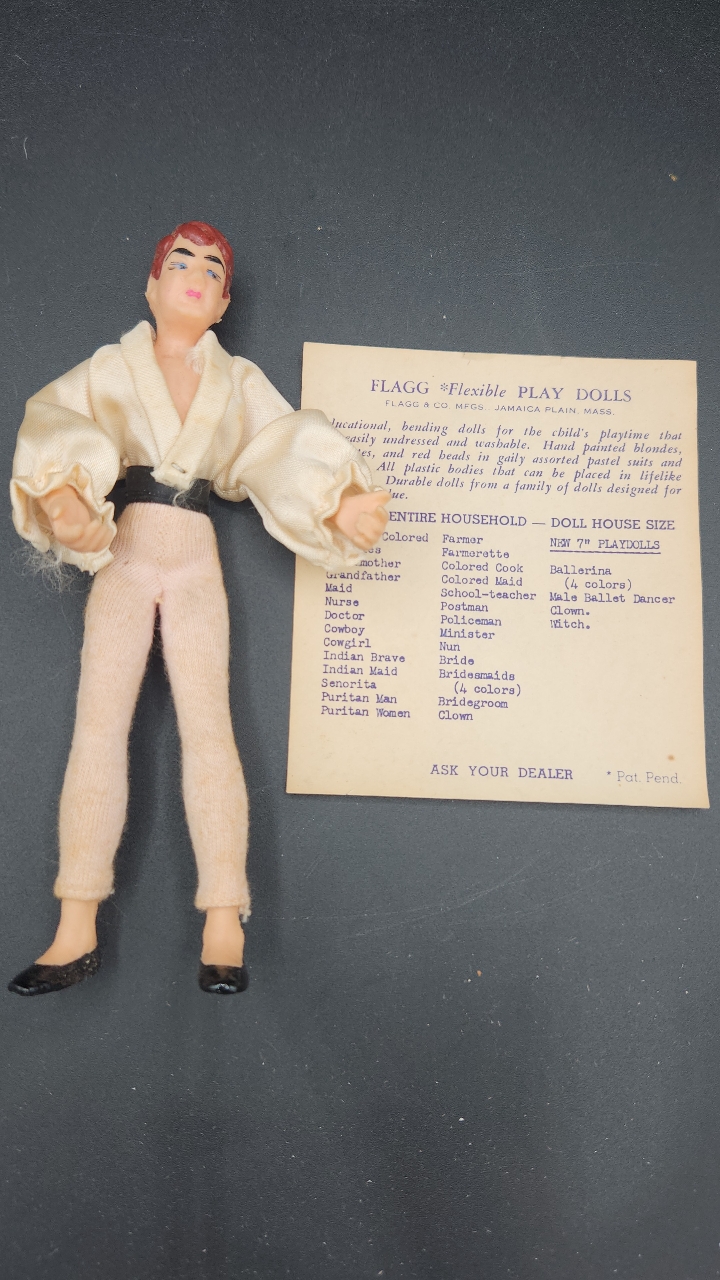 FLAGG *Flexible PLAY DOLLS
FLAGG & CO. MFGS. JAMAICA PLAIN, MASS.
bending dolls for the child's playtime that
easily undressed and washable. Hand painted blondes,
and red heads in gaily assorted pastel suits and
All plastic bodies that can be placed in lifelike
Durable dolls from a family of dolls designed for
ENTIRE HOUSEHOLD — DOLL HOUSE SIZE
Colored
Grandfather
Maid
Nurse
Doctor
Cowboy
Cowgirl
Indian Brave
Indian Maid
Senorita
Puritan Man
Puritan Women
Farmer
Farmerette
Colored Cook
Colored Maid
School-teacher
Postman
Policeman
Minister
Nun
Bride
Bridesmaids
(4 colors)
Bridegroom
Clown
NEW 7" PLAYDOLLS
Ballerina
(4 colors)
Male Ballet Dancer
Clown.
Witch.
ASK YOUR DEALER
* Pat. Pend.